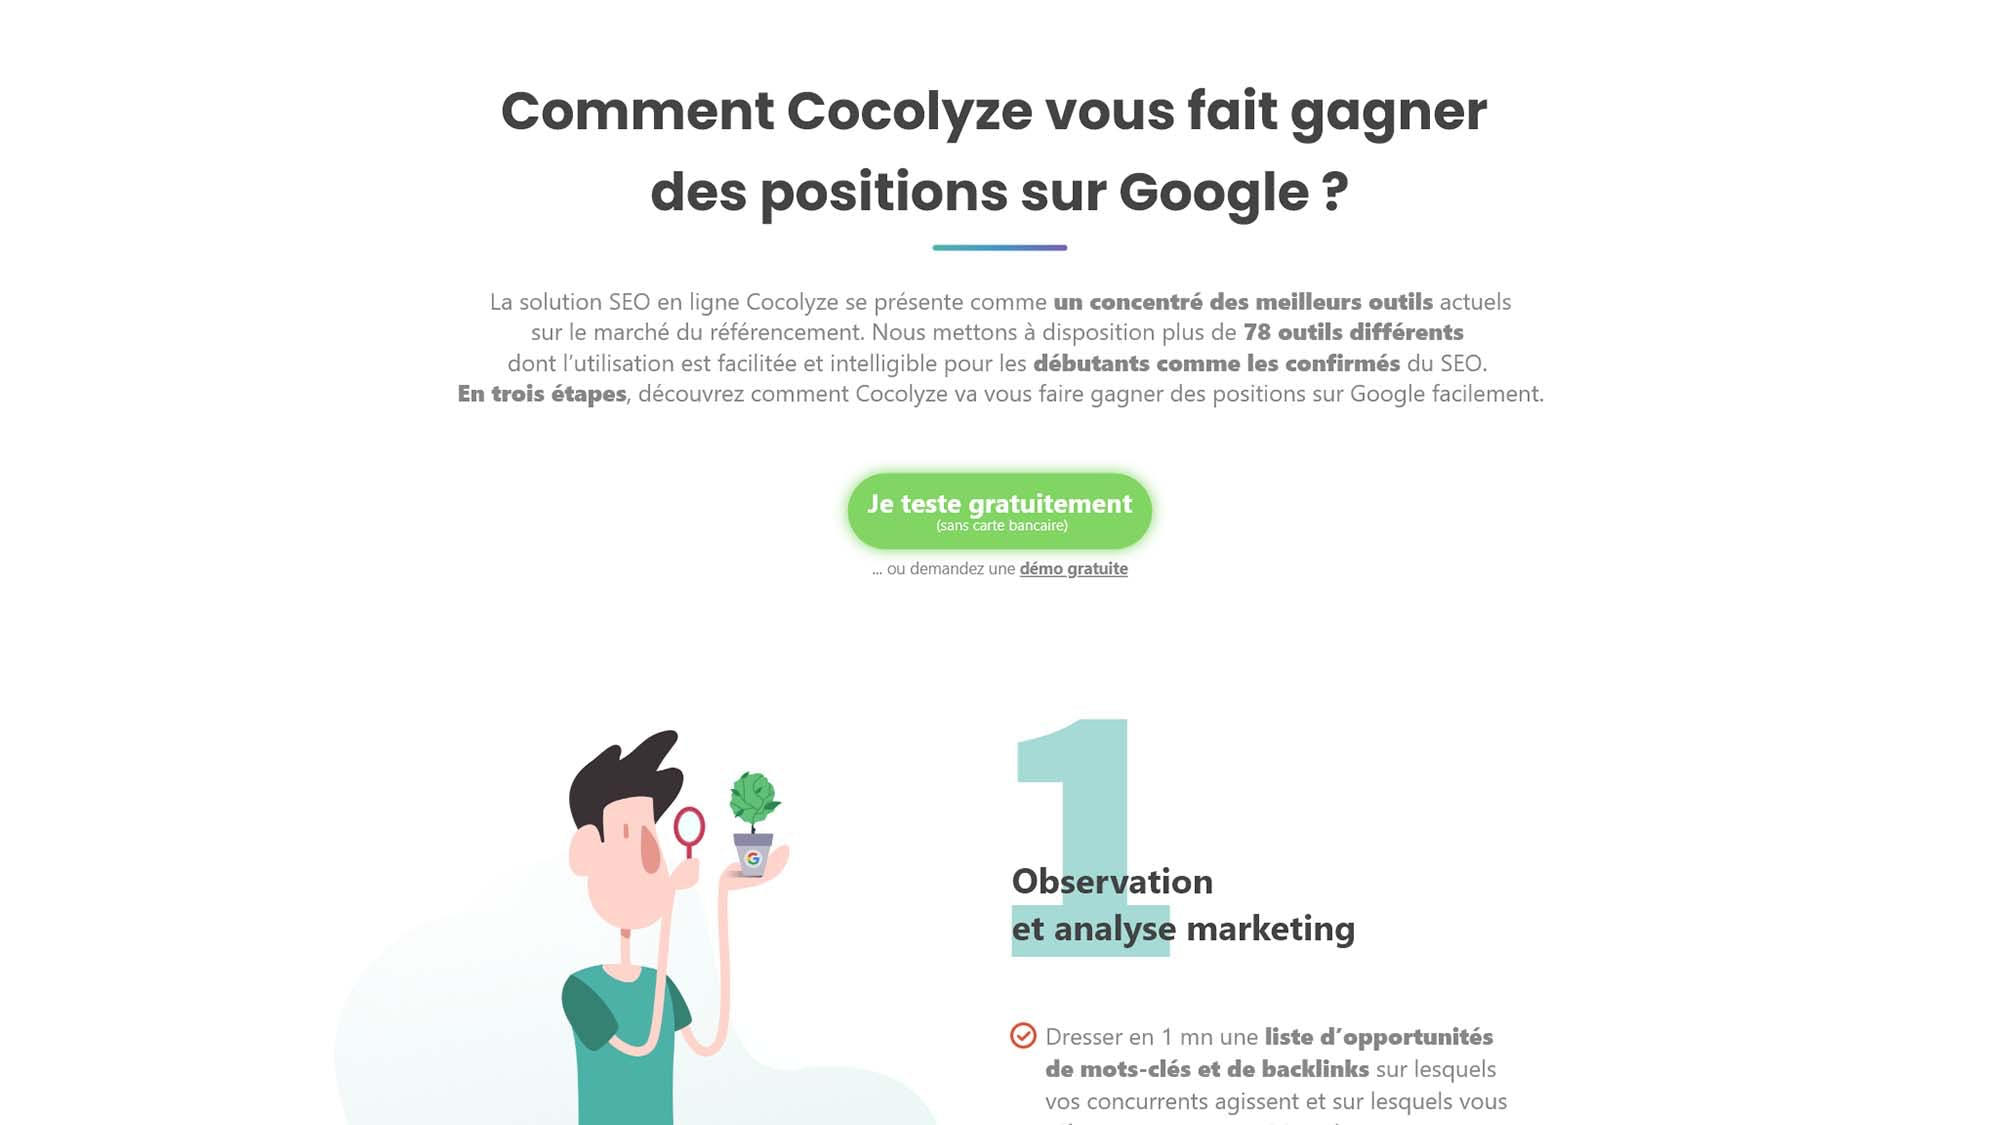 Comment Cocolyze vous fait gagner
des positions sur Google ?
La solution SEO en ligne Cocolyze se présente comme un concentré des meilleurs outils actuels
sur le marché du référencement. Nous mettons à disposition plus de 78 outils différents
dont l’utilisation est facilitée et intelligible pour les débutants comme les confirmés du SEO.
En trois étapes, découvrez comment Cocolyze va vous faire gagner des positions sur Google facilement.
Je teste gratuitement
(sans carte bancaire)
... ou demandez une démo gratuite
1
G
Observation
et analyse marketing
Dresser en 1 mn une liste d’opportunités
de mots-clés et de backlinks sur lesquels
vos concurrents agissent et sur lesquels vous